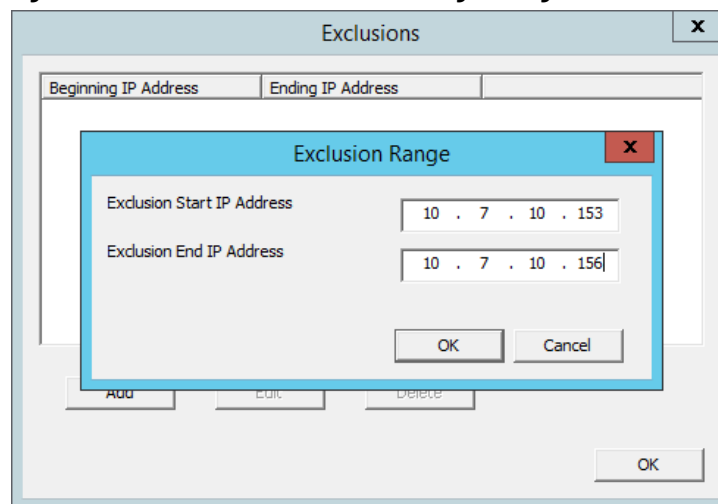 Exclusions
x
Beginning IP Address Ending IP Address
Exclusion Range
x
Exclusion Start IP Address 10 . 7 . 10 . 153
Exclusion End IP Address 10 . 7 . 10 . 156
OK Cancel
Add Edit Delete
OK